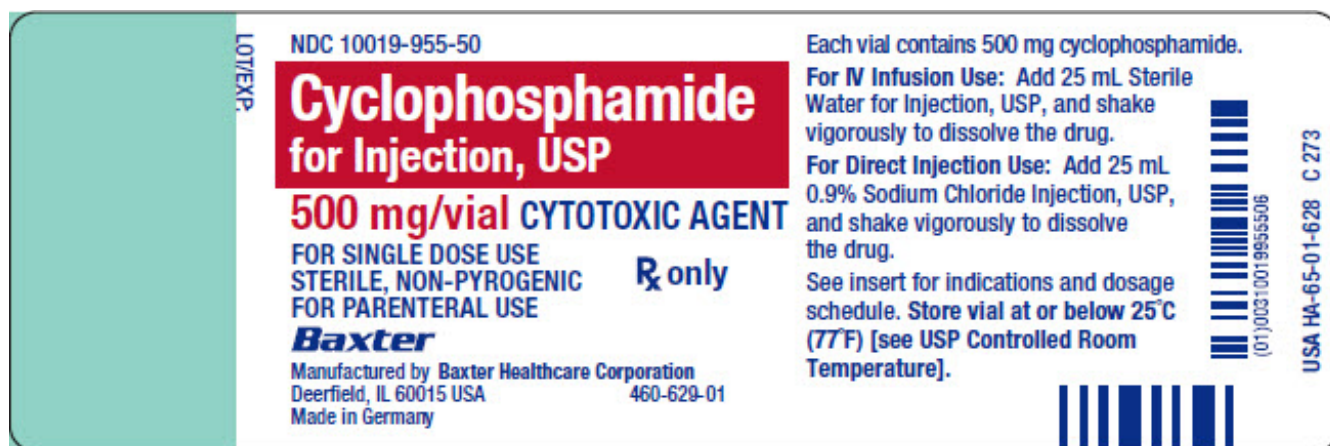 LOT/EXP.
NDC 10019-955-50
Cyclophosphamide
for Injection, USP
500 mg/vial CYTOTOXIC AGENT
FOR SINGLE DOSE USE
STERILE, NON-PYROGENIC
FOR PARENTERAL USE
Rx only
Baxter
Manufactured by Baxter Healthcare Corporation
Deerfield, IL 60015 USA 460-629-01
Made in Germany
Each vial contains 500 mg cyclophosphamide.
For IV Infusion Use: Add 25 mL Sterile
Water for Injection, USP, and shake
vigorously to dissolve the drug.
For Direct Injection Use: Add 25 mL
0.9% Sodium Chloride Injection, USP,
and shake vigorously to dissolve
the drug.
See insert for indications and dosage
schedule. Store vial at or below 25°C
(77°F) [see USP Controlled Room
Temperature].
(01)00310019955506
USA HA-65-01-628 C 273